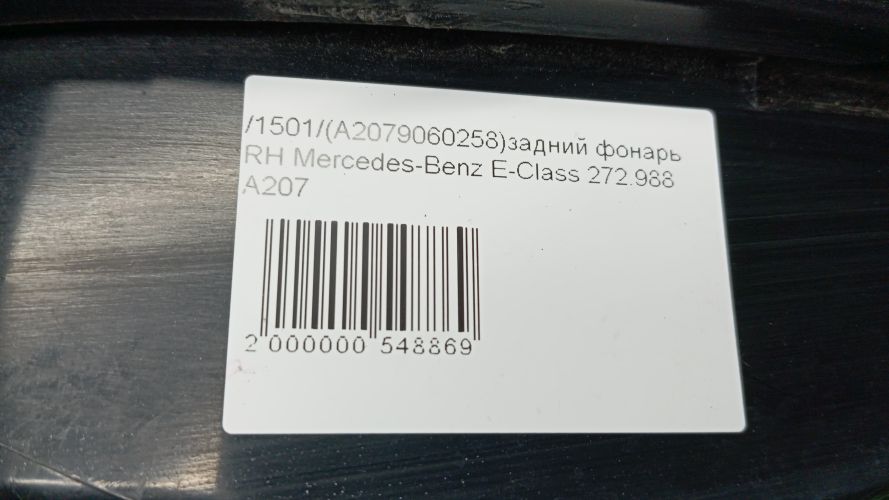 /1501/(A2079060258)задний фонарь
RH Mercedes-Benz E-Class 272.988
A207
2 000000 548869